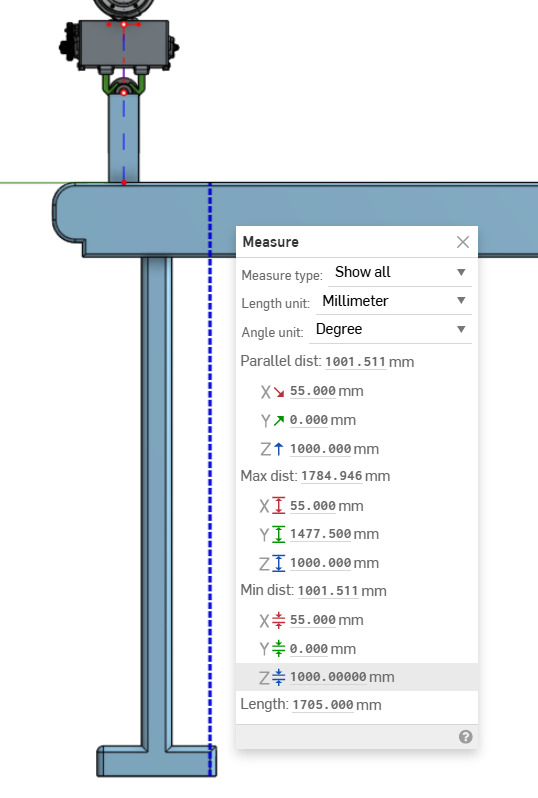 Measure
Measure type: Show all
Length unit: Millimeter
Angle unit: Degree
Parallel dist: 1001.511 mm
X 55.000 mm
Y 0.000 mm
Z 1000.000 mm
Max dist: 1784.946 mm
X 55.000 mm
Y 1477.500 mm
Z 1000.000 mm
Min dist: 1001.511 mm
X 55.000 mm
Y 0.000 mm
Z 1000.00000 mm
Length: 1705.000 mm
?